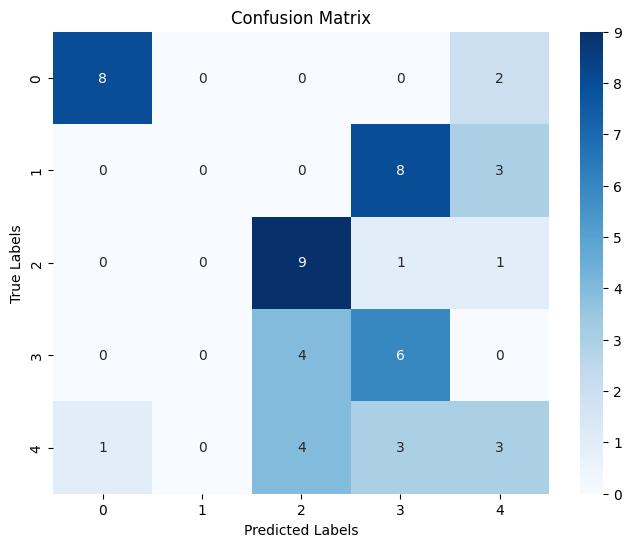 Confusion Matrix
True Labels
0 8 0 0 0 2
1 0 0 0 8 3
2 0 0 9 1 1
3 0 0 4 6 0
4 1 0 4 3 3
0 1 2 3 4
Predicted Labels
9
8
7
6
5
4
3
2
1
0